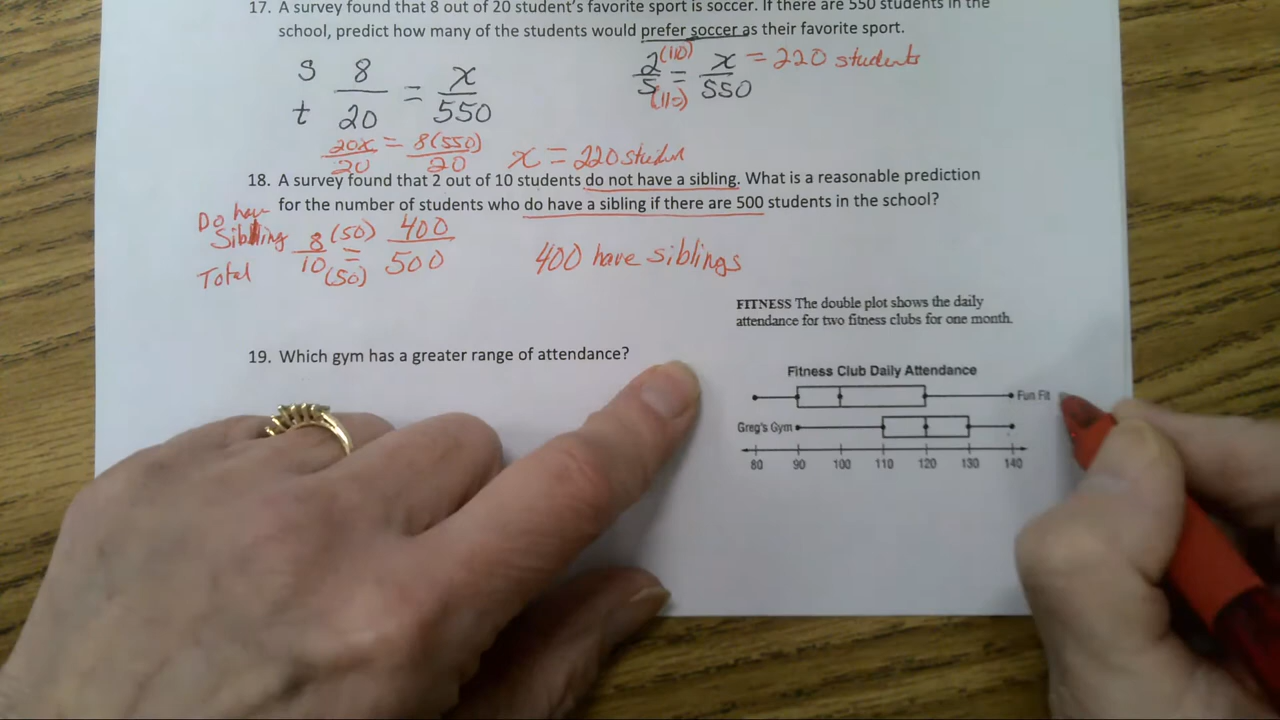 17. A survey found that 8 out of 20 student's favorite sport is soccer. If there are 550 students in the
school, predict how many of the students would prefer soccer as their favorite sport.
S 8 = x
t 20 550
20x = 8(550)
20 20
x = 220 studen
2 (110) = x = 220 students
5 (110) 550
18. A survey found that 2 out of 10 students do not have a sibling. What is a reasonable prediction
for the number of students who do have a sibling if there are 500 students in the school?
Do have
Sibling 8 (50) = 400
Total 10 (50) 500
400 have siblings
FITNESS The double plot shows the daily
attendance for two fitness clubs for one month.
19. Which gym has a greater range of attendance?
Fitness Club Daily Attendance
Fun Fit
Greg's Gym
80 90 100 110 120 130 140